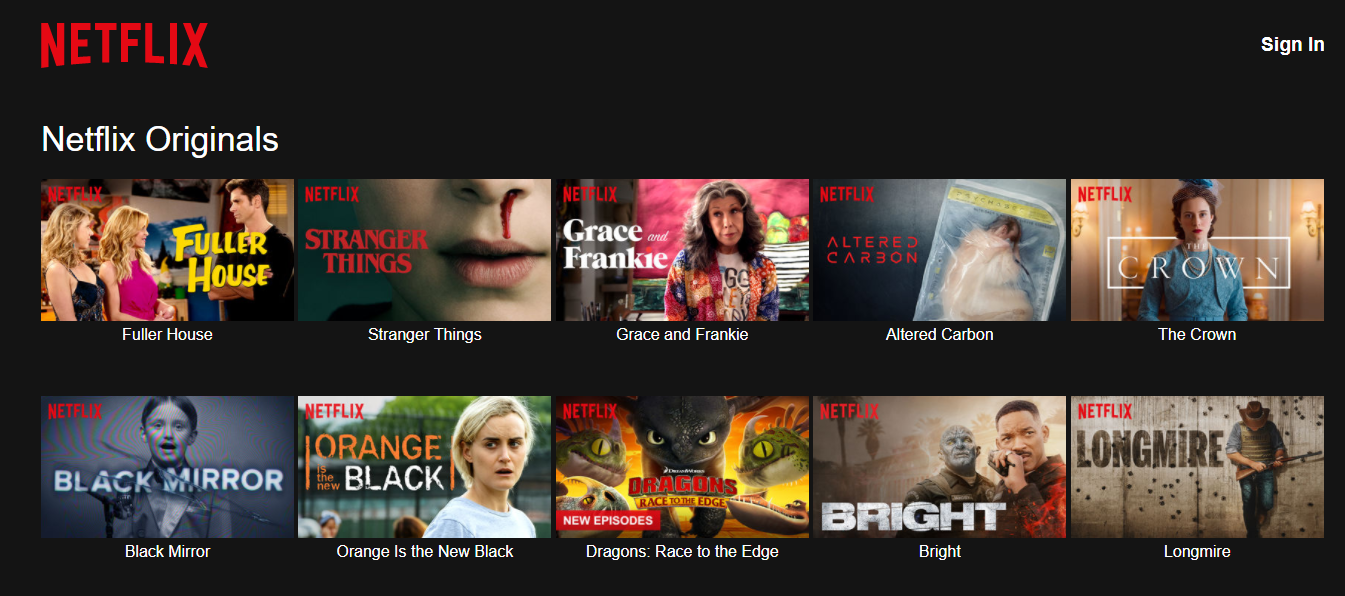 NETFLIX
Sign In
Netflix Originals
NETFLIX
FULLER
HOUSE
Fuller House
NETFLIX
STRANGER
THINGS
Stranger Things
NETFLIX
Grace and
Frankie
Grace and Frankie
NETFLIX
ALTERED
CARBON
Altered Carbon
NETFLIX
THE
CROWN
The Crown
NETFLIX
BLACK MIRROR
Black Mirror
NETFLIX
ORANGE
is the new BLACK
Orange Is the New Black
NETFLIX
DREAMWORKS
DRAGONS
RACE TO THE EDGE
NEW EPISODES
Dragons: Race to the Edge
NETFLIX
BRIGHT
Bright
NETFLIX
LONGMIRE
Longmire